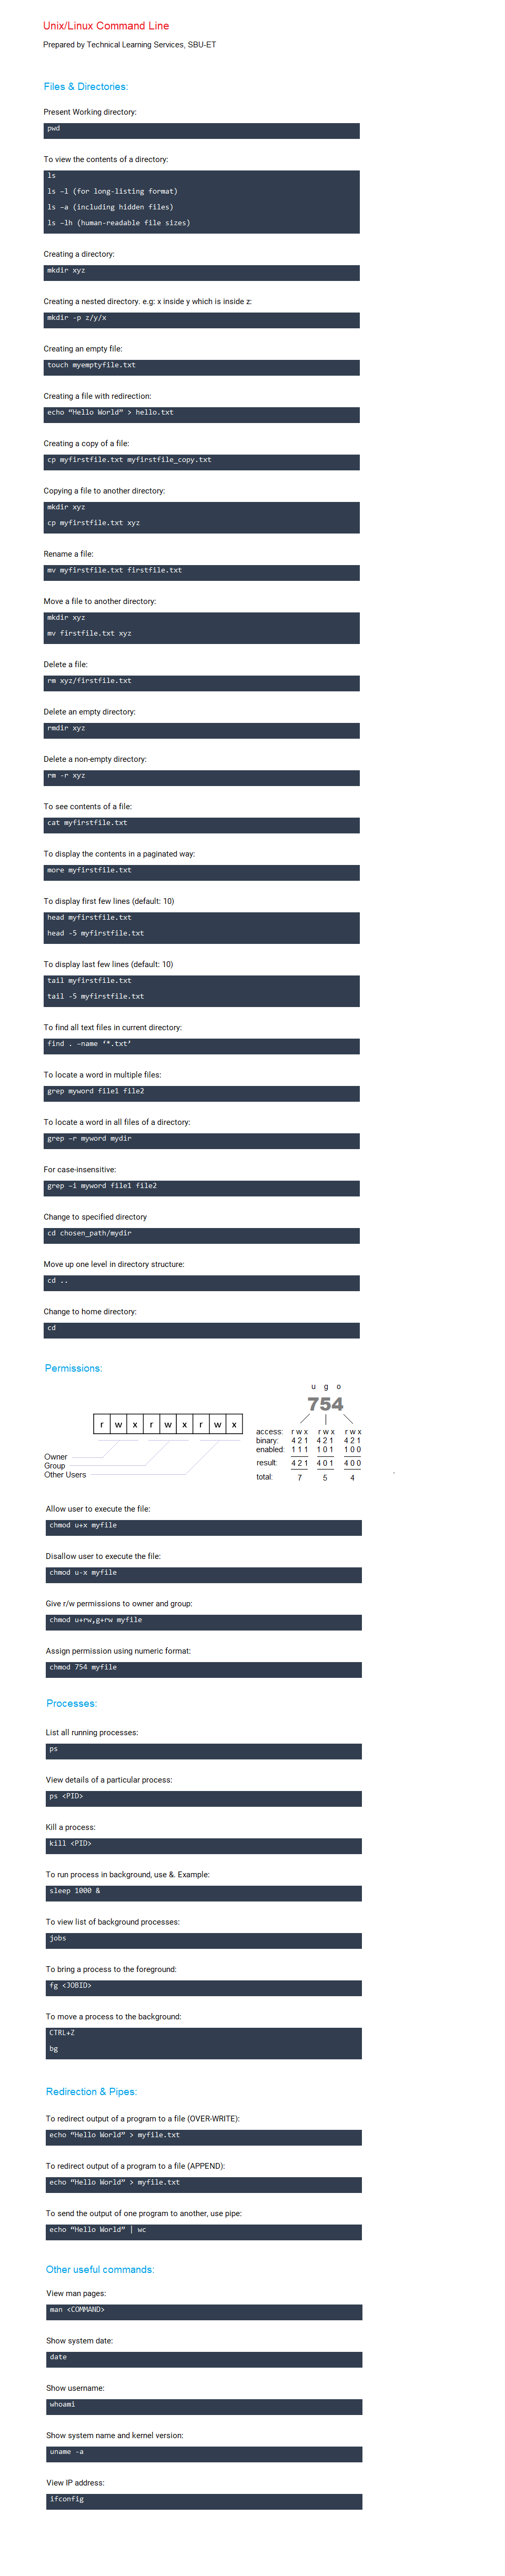 Unix/Linux Command Line
Prepared by Technical Learning Services, SBU-ET
Files & Directories:
Present Working directory:
pwd
To view the contents of a directory:
ls
ls –l (for long-listing format)
ls –a (including hidden files)
ls –lh (human-readable file sizes)
Creating a directory:
mkdir xyz
Creating a nested directory. e.g: x inside y which is inside z:
mkdir -p z/y/x
Creating an empty file:
touch myemptyfile.txt
Creating a file with redirection:
echo “Hello World” > hello.txt
Creating a copy of a file:
cp myfirstfile.txt myfirstfile_copy.txt
Copying a file to another directory:
mkdir xyz
cp myfirstfile.txt xyz
Rename a file:
mv myfirstfile.txt firstfile.txt
Move a file to another directory:
mkdir xyz
mv firstfile.txt xyz
Delete a file:
rm xyz/firstfile.txt
Delete an empty directory:
rmdir xyz
Delete a non-empty directory:
rm -r xyz
To see contents of a file:
cat myfirstfile.txt
To display the contents in a paginated way:
more myfirstfile.txt
To display first few lines (default: 10)
head myfirstfile.txt
head -5 myfirstfile.txt
To display last few lines (default: 10)
tail myfirstfile.txt
tail -5 myfirstfile.txt
To find all text files in current directory:
find . –name ‘*.txt’
To locate a word in multiple files:
grep myword file1 file2
To locate a word in all files of a directory:
grep –r myword mydir
For case-insensitive:
grep –i myword file1 file2
Change to specified directory
cd chosen_path/mydir
Move up one level in directory structure:
cd ..
Change to home directory:
cd
Permissions:
r w x r w x r w x
Owner
Group
Other Users
u g o
754
access: r w x r w x r w x
binary: 4 2 1 4 2 1 4 2 1
enabled: 1 1 1 1 0 1 1 0 0
result: 4 2 1 4 0 1 4 0 0
total: 7 5 4
Allow user to execute the file:
chmod u+x myfile
Disallow user to execute the file:
chmod u-x myfile
Give r/w permissions to owner and group:
chmod u+rw,g+rw myfile
Assign permission using numeric format:
chmod 754 myfile
Processes:
List all running processes:
ps
View details of a particular process:
ps <PID>
Kill a process:
kill <PID>
To run process in background, use &. Example:
sleep 1000 &
To view list of background processes:
jobs
To bring a process to the foreground:
fg <JOBID>
To move a process to the background:
CTRL+Z
bg
Redirection & Pipes:
To redirect output of a program to a file (OVER-WRITE):
echo “Hello World” > myfile.txt
To redirect output of a program to a file (APPEND):
echo “Hello World” > myfile.txt
To send the output of one program to another, use pipe:
echo “Hello World” | wc
Other useful commands:
View man pages:
man <COMMAND>
Show system date:
date
Show username:
whoami
Show system name and kernel version:
uname -a
View IP address:
ifconfig